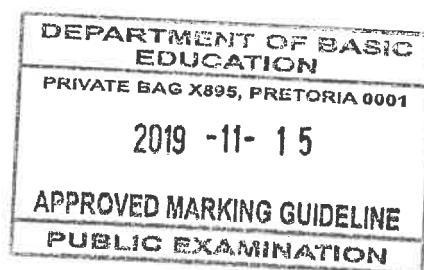 DEPARTMENT OF BASIC
EDUCATION
PRIVATE BAG X895, PRETORIA 0001
2019 -11- 15
APPROVED MARKING GUIDELINE
PUBLIC EXAMINATION